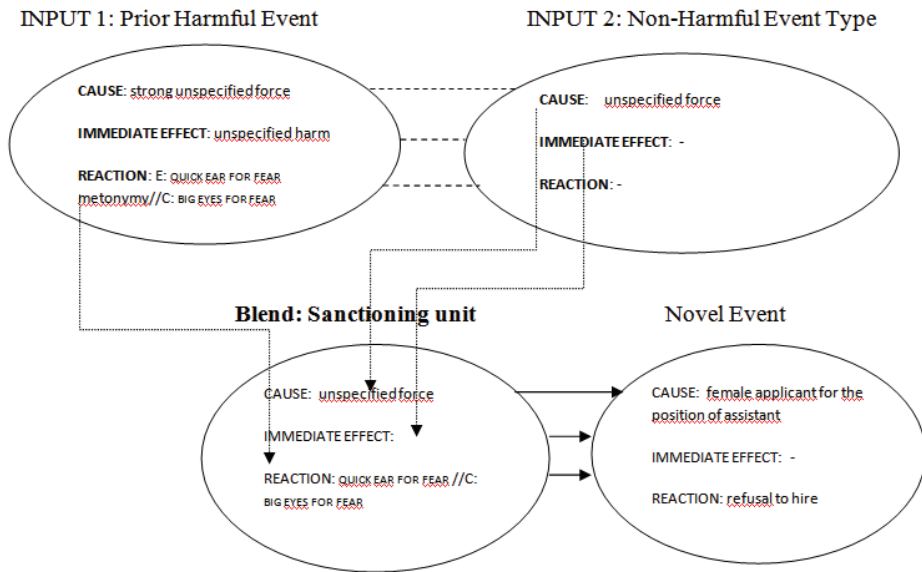 INPUT 1: Prior Harmful Event
INPUT 2: Non-Harmful Event Type
CAUSE: strong unspecified force
IMMEDIATE EFFECT: unspecified harm
REACTION: E: QUICK EAR FOR FEAR
metonymy//C: BIG EYES FOR FEAR
CAUSE: unspecified force
IMMEDIATE EFFECT: -
REACTION: -
Blend: Sanctioning unit
Novel Event
CAUSE: unspecified force
IMMEDIATE EFFECT:
REACTION: QUICK EAR FOR FEAR //C:
BIG EYES FOR FEAR
CAUSE: female applicant for the
position of assistant
IMMEDIATE EFFECT: -
REACTION: refusal to hire